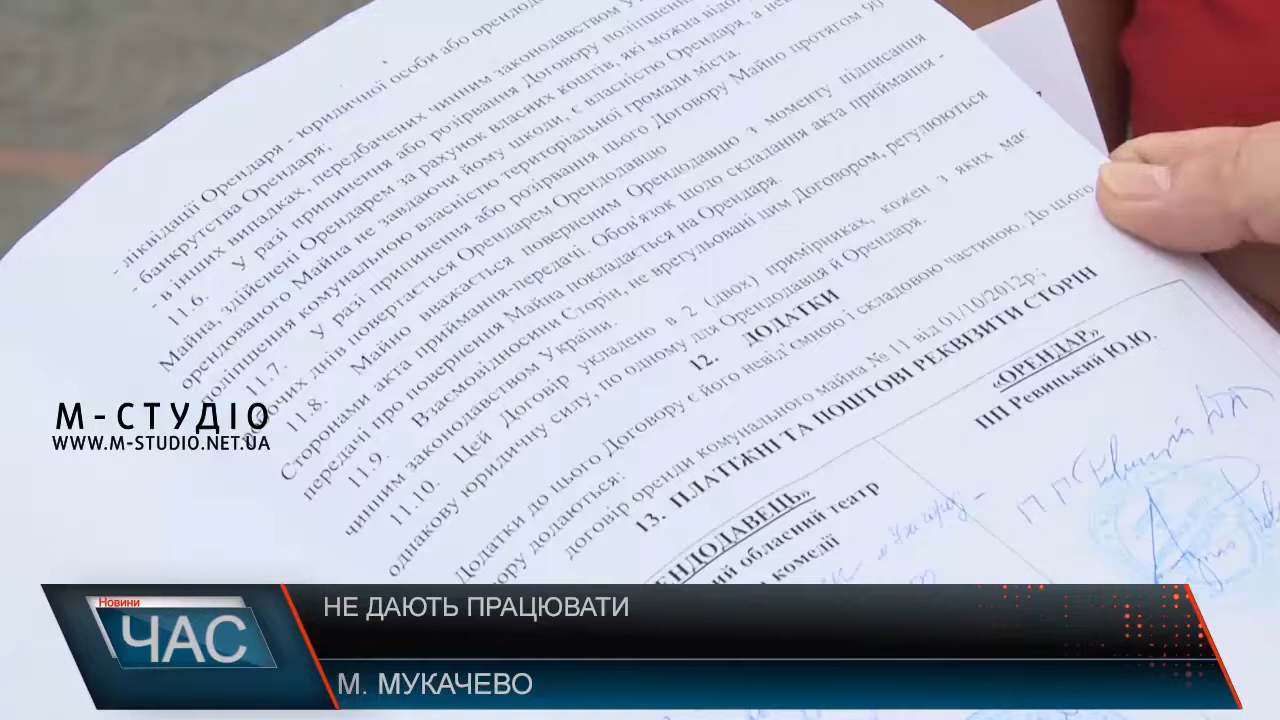 - ліквідації Орендаря - юридичної особи або
банкрутства Орендаря;
- в інших випадках, передбачених чинним законодавством
11.6. У разі припинення або розірвання Договору поліпшення
Майна, здійснені Орендарем за рахунок власних коштів, які можна
орендованого Майна не завдаючи йому шкоди, є власністю Орендаря, а
поліпшення комунальною власністю територіальної громади міста.
11.7. У разі припинення або розірвання цього Договору Майно протягом 90
робочих днів повертається Орендарем Орендодавцю
11.8. Майно вважається поверненим Орендодавцю з моменту підписання
Сторонами акта приймання-передачі. Обов'язок щодо складання акта приймання -
передачі про повернення Майна покладається на Орендаря.
11.9. Взаємовідносини Сторін, не врегульовані цим Договором, регулюються
чинним законодавством України.
11.10. Цей Договір укладено в 2 (двох) примірниках, кожен з яких має
однакову юридичну силу, по одному для Орендодавця й Орендаря.
12. ДОДАТКИ
Додатки до цього Договору є його невід'ємною і складовою частиною. До цього
вору додаються:
договір оренди комунального майна № 11 від 01/10/2012р.;
13. ПЛАТІЖНІ ТА ПОШТОВІ РЕКВІЗИТИ СТОРІН
ЕНДОДАВЕЦЬ»
«ОРЕНДАР»
ий обласний театр
комедії
ПП Ревицький Ю.Ю.
М-СТУДІО
WWW.M-STUDIO.NET.UA
Новини
ЧАС
НЕ ДАЮТЬ ПРАЦЮВАТИ
М. МУКАЧЕВО